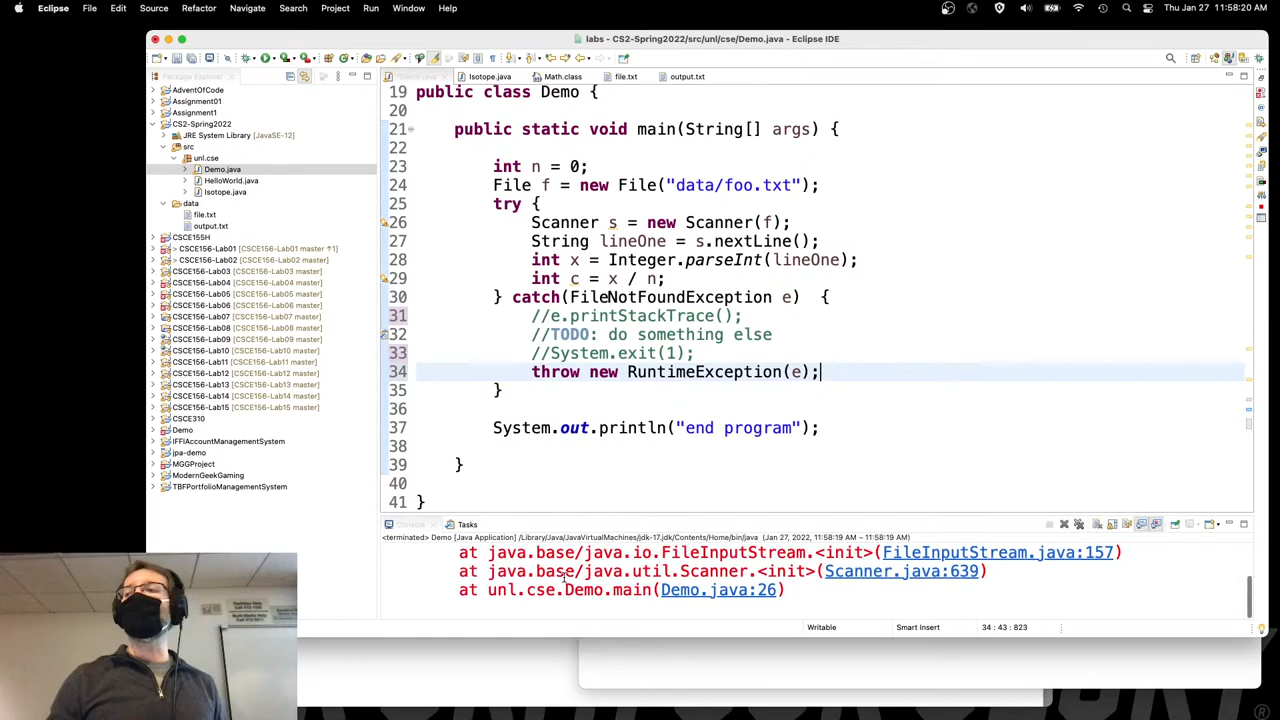 Eclipse File Edit Source Refactor Navigate Search Project Run Window Help
Thu Jan 27 11:58:20 AM
labs - CS2-Spring2022/src/unl/cse/Demo.java - Eclipse IDE
Package Explorer
Demo.java Isotope.java Math.class file.txt output.txt
AdventOfCode
Assignment01
Assignment1
CS2-Spring2022
JRE System Library [JavaSE-12]
src
unl.cse
Demo.java
HelloWorld.java
Isotope.java
data
file.txt
output.txt
CSCE155H
> CSCE156-Lab01 [CSCE156-Lab01 master ↑1]
> CSCE156-Lab02 [CSCE156-Lab02 master]
CSCE156-Lab03 [CSCE156-Lab03 master]
CSCE156-Lab04 [CSCE156-Lab04 master]
CSCE156-Lab05 [CSCE156-Lab05 master]
CSCE156-Lab06 [CSCE156-Lab06 master]
CSCE156-Lab07 [CSCE156-Lab07 master]
CSCE156-Lab08 [CSCE156-Lab08 master]
CSCE156-Lab09 [CSCE156-Lab09 master]
CSCE156-Lab10 [CSCE156-Lab10 master]
CSCE156-Lab11 [CSCE156-Lab11 master]
CSCE156-Lab12 [CSCE156-Lab12 master]
CSCE156-Lab13 [CSCE156-Lab13 master]
CSCE156-Lab14 [CSCE156-Lab14 master]
CSCE156-Lab15 [CSCE156-Lab15 master]
CSCE310
Demo
IFFIAccountManagementSystem
jpa-demo
MGGProject
ModernGeekGaming
TBFPortfolioManagementSystem
19 public class Demo {
20
21 public static void main(String[] args) {
22
23 int n = 0;
24 File f = new File("data/foo.txt");
25 try {
26 Scanner s = new Scanner(f);
27 String lineOne = s.nextLine();
28 int x = Integer.parseInt(lineOne);
29 int c = x / n;
30 } catch(FileNotFoundException e) {
31 //e.printStackTrace();
32 //TODO: do something else
33 //System.exit(1);
34 throw new RuntimeException(e);
35 }
36
37 System.out.println("end program");
38
39 }
40
41 }
Console Tasks
<terminated> Demo [Java Application] /Library/Java/JavaVirtualMachines/jdk-17.jdk/Contents/Home/bin/java (Jan 27, 2022, 11:58:19 AM – 11:58:19 AM)
at java.base/java.io.FileInputStream.<init>(FileInputStream.java:157)
at java.base/java.util.Scanner.<init>(Scanner.java:639)
at unl.cse.Demo.main(Demo.java:26)
Writable Smart Insert 34 : 43 : 823